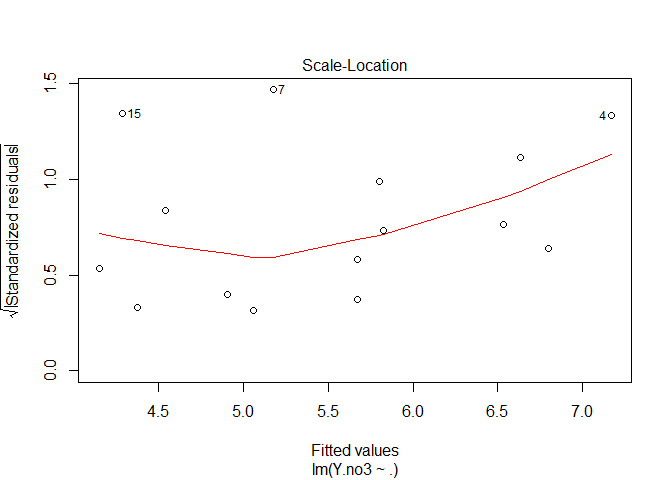 Scale-Location
√|Standardized residuals|
1.5
1.0
0.5
0.0
15
7
4
4.5 5.0 5.5 6.0 6.5 7.0
Fitted values
lm(Y.no3 ~ .)